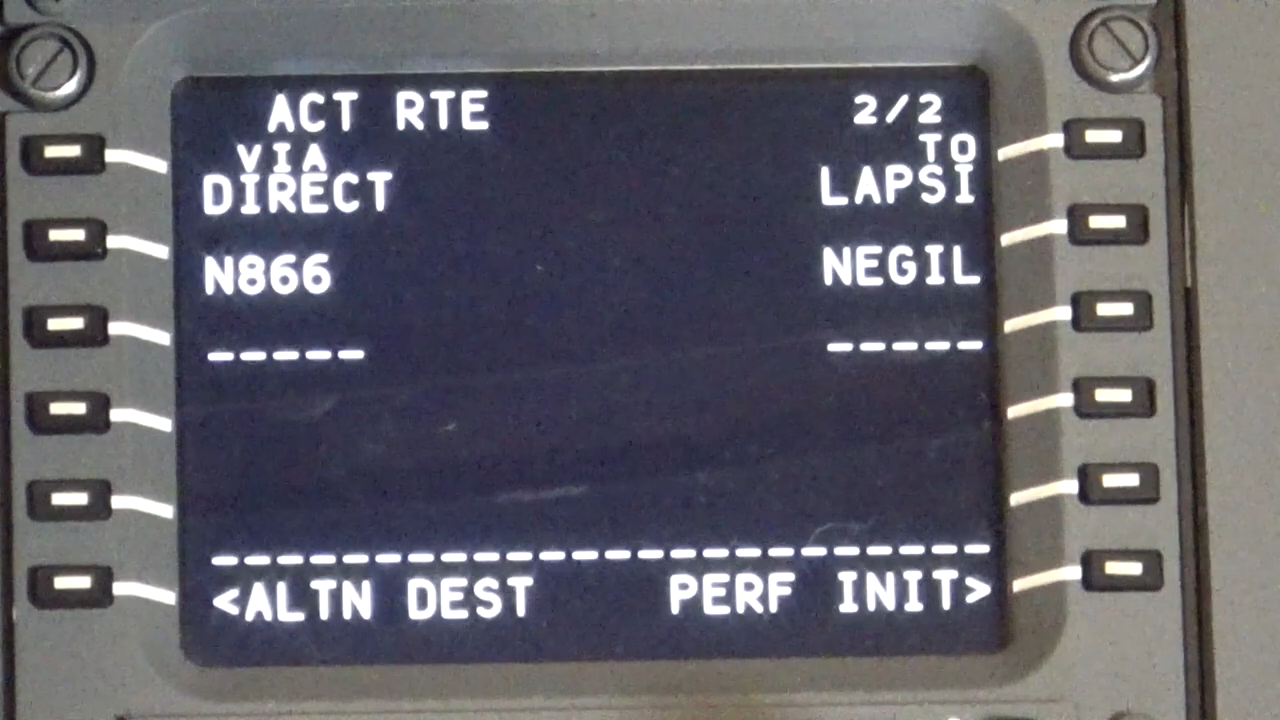 ACT RTE 2/2
VIA TO
DIRECT LAPSI
N866 NEGIL
----- -----
------------------------
<ALTN DEST PERF INIT>